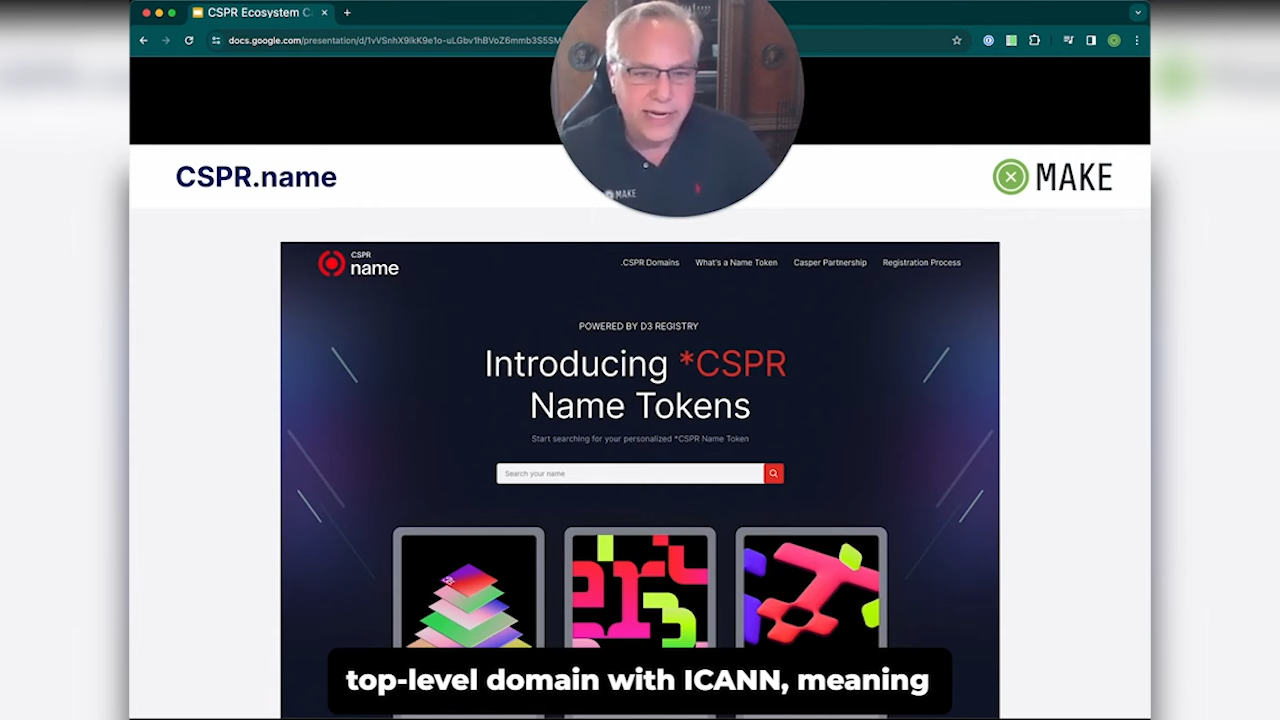 CSPR Ecosystem C
docs.google.com/presentation/d/
CSPR.name
MAKE
MAKE
CSPR
name
.CSPR Domains
What's a Name Token
Casper Partnership
Registration Process
POWERED BY D3 REGISTRY
Introducing *CSPR
Name Tokens
Start searching for your personalized *CSPR Name Token
Search your name
top-level domain with ICANN, meaning